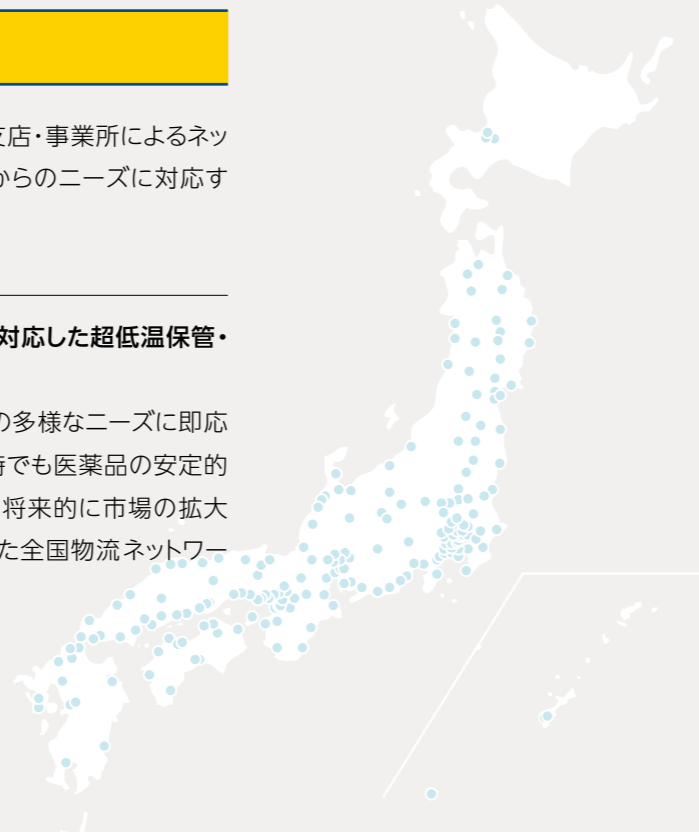 支店・事業所によるネッ
からのニーズに対応す
対応した超低温保管・
の多様なニーズに即応
時でも医薬品の安定的
将来的に市場の拡大
た全国物流ネットワー